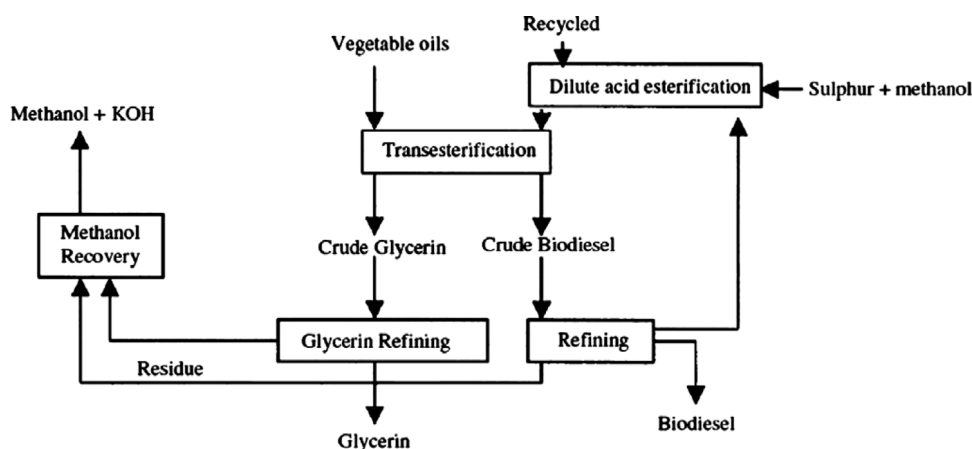 Recycled
Vegetable oils
Dilute acid esterification
Sulphur + methanol
Methanol + KOH
Transesterification
Methanol
Recovery
Crude Glycerin
Crude Biodiesel
Glycerin Refining
Refining
Residue
Biodiesel
Glycerin